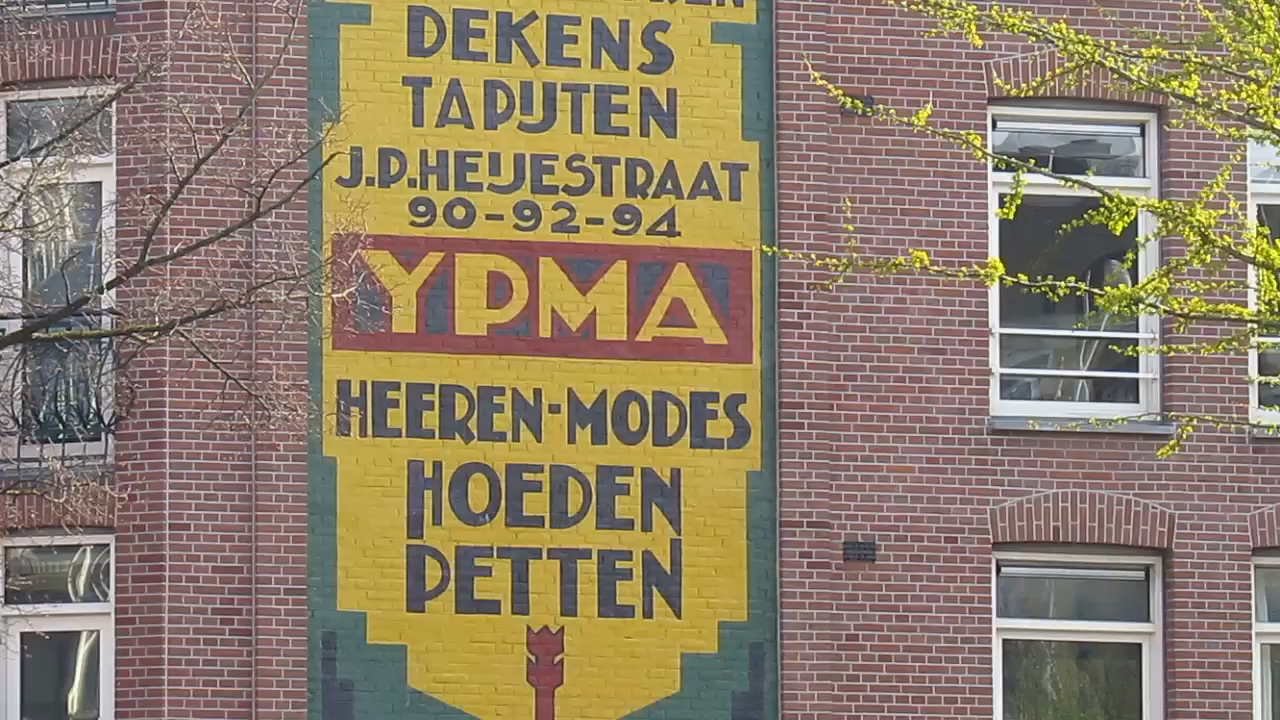 DEKENS
TAPIJTEN
J.P.HEIJESTRAAT
90-92-94
YPMA
HEEREN-MODES
HOEDEN
PETTEN